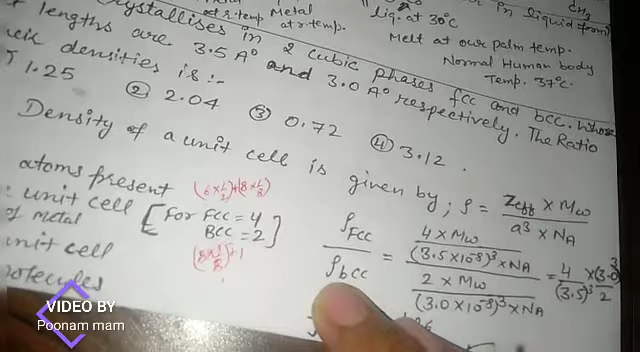 at r.temp Metal
at r.temp.
liq. at 30°C
in liquid form
CH3
Melt at our palm temp.
Normal Human body
Temp. 37°C.
crystallises in 2 cubic phases fcc and bcc. whose
lengths are 3.5 A° and 3.0 A° respectively. The Ratio
densities is :-
1.25 ② 2.04 ③ 0.72 ④ 3.12.
Density of a unit cell is given by; ρ = Zeff × Mw / a³ × NA
atoms present (6×1/2)+(8×1/8)
unit cell [For FCC = 4
of metal BCC = 2]
unit cell (8×1/8)+1
molecules
ρFCC / ρbcc = 4 × Mw / (3.5×10⁻⁸)³ × NA / 2 × Mw / (3.0×10⁻⁸)³ × NA = 4 × (3.0)³ / (3.5)³ 2
VIDEO BY
Poonam mam